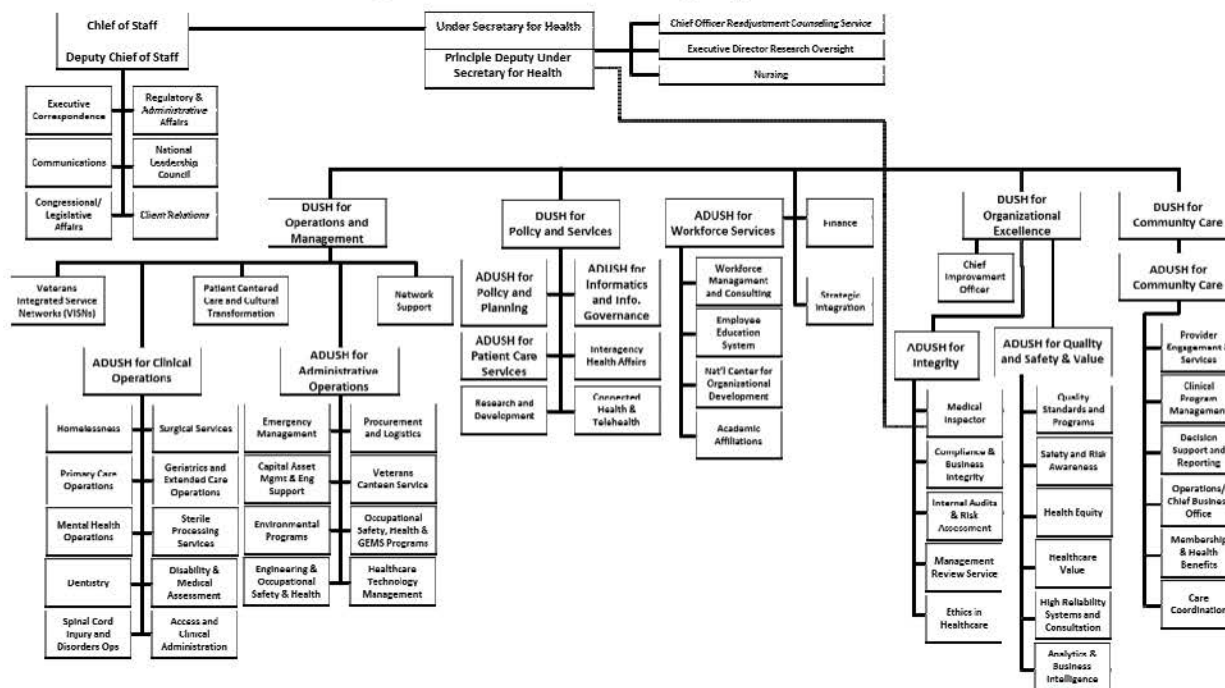 Chief of Staff
Deputy Chief of Staff
Under Secretary for Health
Principle Deputy Under
Secretary for Health
Chief Officer Readjustment Counseling Service
Executive Director Research Oversight
Nursing
Executive
Correspondence
Regulatory &
Administrative
Affairs
Communications
National
Leadership
Council
Congressional/
Legislative
Affairs
Client Relations
DUSH for
Operations and
Management
DUSH for
Policy and Services
ADUSH for
Workforce Services
Finance
Strategic
Integration
DUSH for
Organizational
Excellence
DUSH for
Community Care
Veterans
Integrated Service
Networks (VISNs)
Patient Centered
Care and Cultural
Transformation
Network
Support
ADUSH for Clinical
Operations
ADUSH for
Administrative
Operations
Homelessness
Surgical Services
Primary Care
Operations
Geriatrics and
Extended Care
Operations
Mental Health
Operations
Sterile
Processing
Services
Dentistry
Disability &
Medical
Assessment
Spinal Cord
Injury and
Disorders Ops
Access and
Clinical
Administration
Emergency
Management
Procurement
and Logistics
Capital Asset
Mgmt & Eng
Support
Veterans
Canteen Service
Environmental
Programs
Occupational
Safety, Health &
GEMS Programs
Engineering &
Occupational
Safety & Health
Healthcare
Technology
Management
ADUSH for
Policy and
Planning
ADUSH for
Informatics
and Info.
Governance
ADUSH for
Patient Care
Services
Interagency
Health Affairs
Research and
Development
Connected
Health &
Telehealth
Workforce
Management
and Consulting
Employee
Education
System
Nat'l Center for
Organizational
Development
Academic
Affiliations
Chief
Improvement
Officer
ADUSH for
Integrity
ADUSH for Quality
and Safety & Value
Medical
Inspector
Compliance &
Business
Integrity
Internal Audits
& Risk
Assessment
Management
Review Service
Ethics in
Healthcare
Quality
Standards and
Programs
Safety and Risk
Awareness
Health Equity
Healthcare
Value
High Reliability
Systems and
Consultation
Analytics &
Business
Intelligence
ADUSH for
Community Care
Provider
Engagement &
Services
Clinical
Program
Management
Decision
Support and
Reporting
Operations/
Chief Business
Office
Membership
& Health
Benefits
Care
Coordination